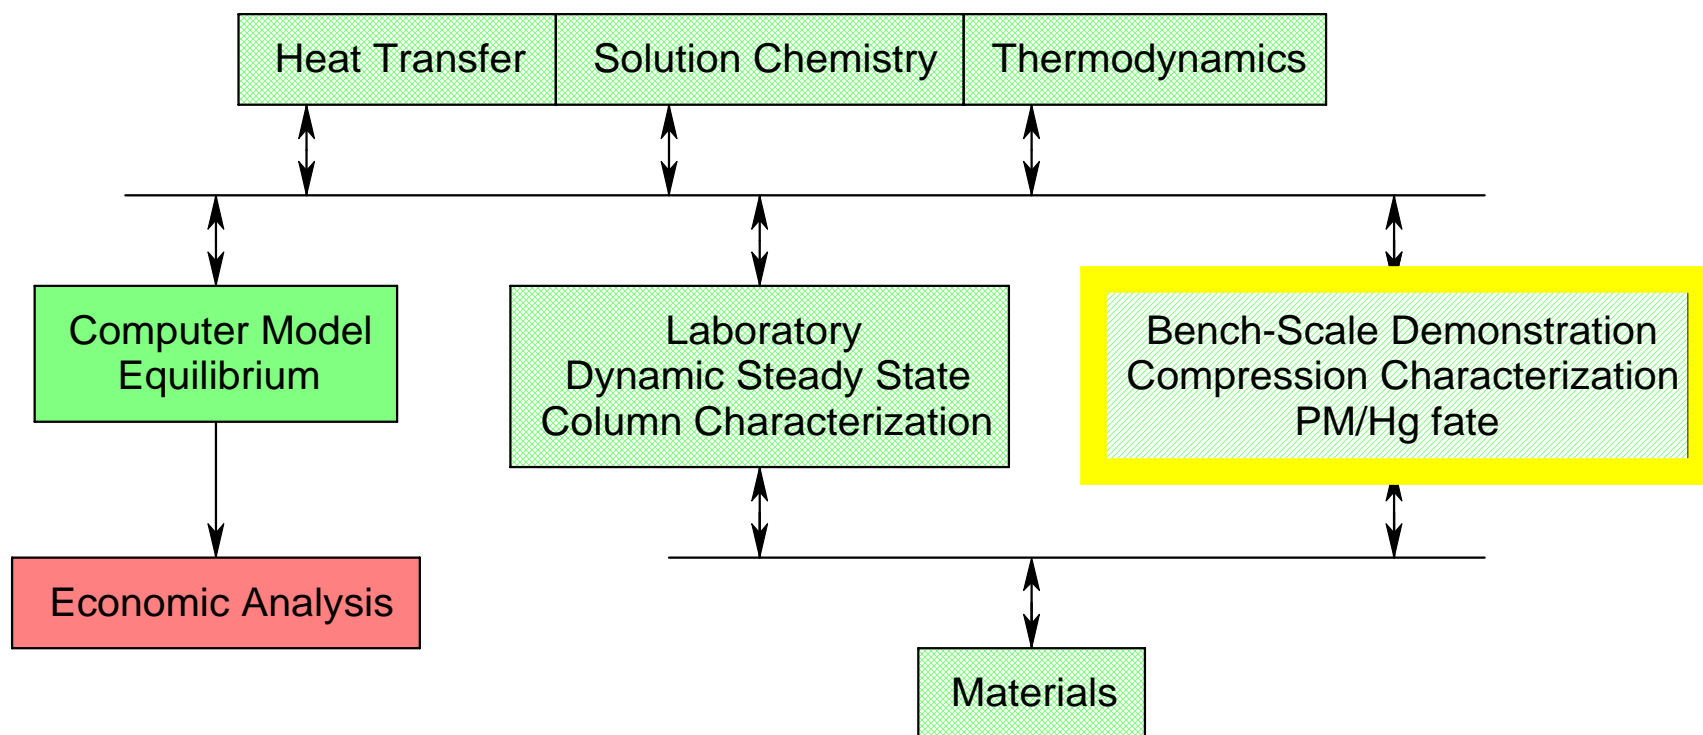 Heat Transfer
Solution Chemistry
Thermodynamics
Computer Model
Equilibrium
Laboratory
Dynamic Steady State
Column Characterization
Bench-Scale Demonstration
Compression Characterization
PM/Hg fate
Economic Analysis
Materials